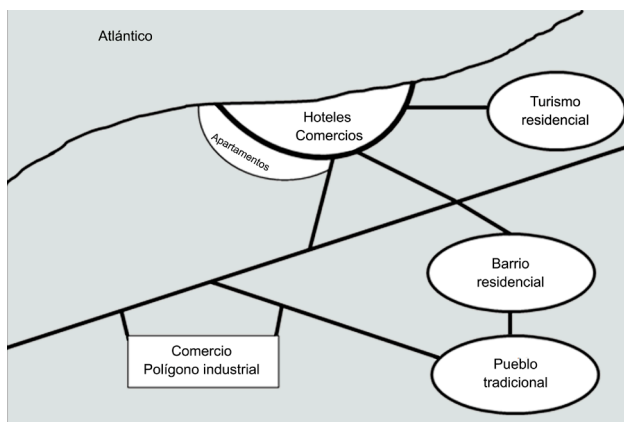 Atlántico
Hoteles
Comercios
Apartamentos
Turismo
residencial
Barrio
residencial
Comercio
Polígono industrial
Pueblo
tradicional